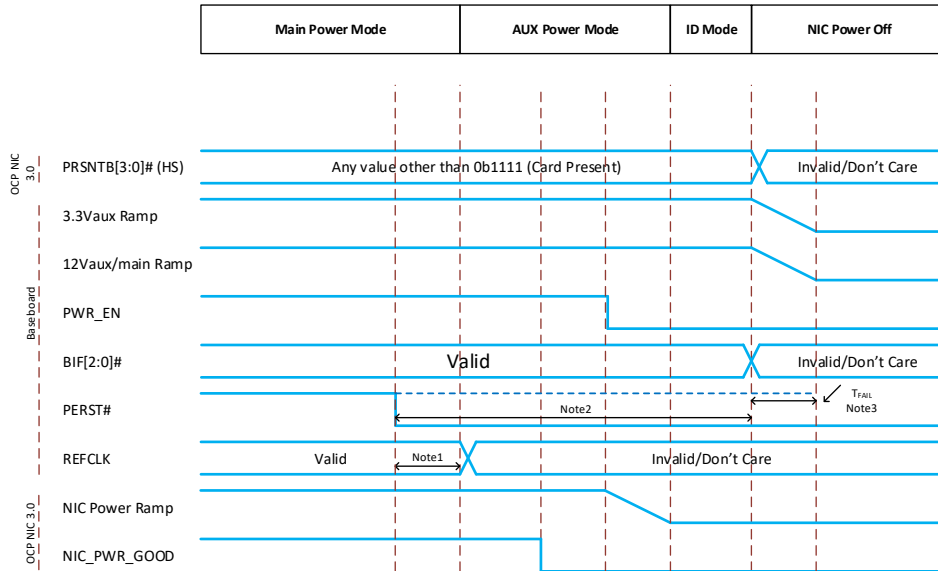 Main Power Mode AUX Power Mode ID Mode NIC Power Off
OCP NIC
3.0
PRSNTB[3:0]# (HS) Any value other than 0b1111 (Card Present) Invalid/Don't Care
3.3Vaux Ramp
12Vaux/main Ramp
Baseboard
PWR_EN
BIF[2:0]# Valid Invalid/Don't Care
PERST# Note2 TFAIL
Note3
REFCLK Valid Note1 Invalid/Don't Care
OCP NIC 3.0
NIC Power Ramp
NIC_PWR_GOOD